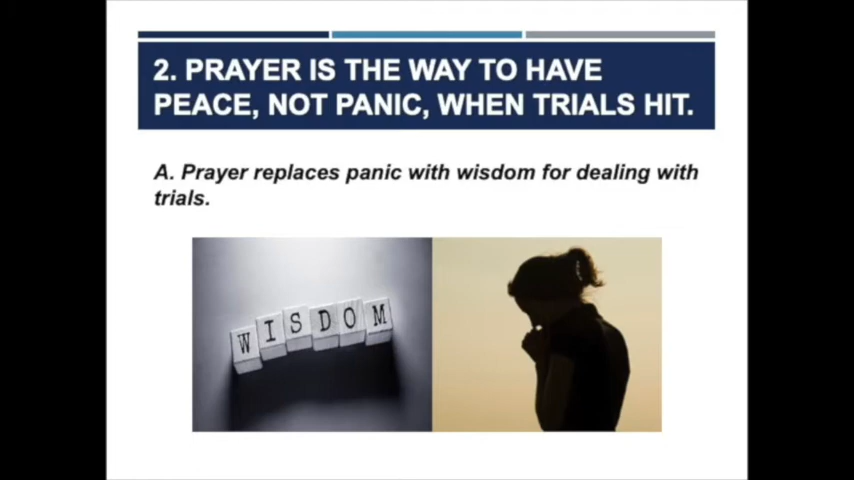 2. PRAYER IS THE WAY TO HAVE
PEACE, NOT PANIC, WHEN TRIALS HIT.
A. Prayer replaces panic with wisdom for dealing with
trials.
WISDOM